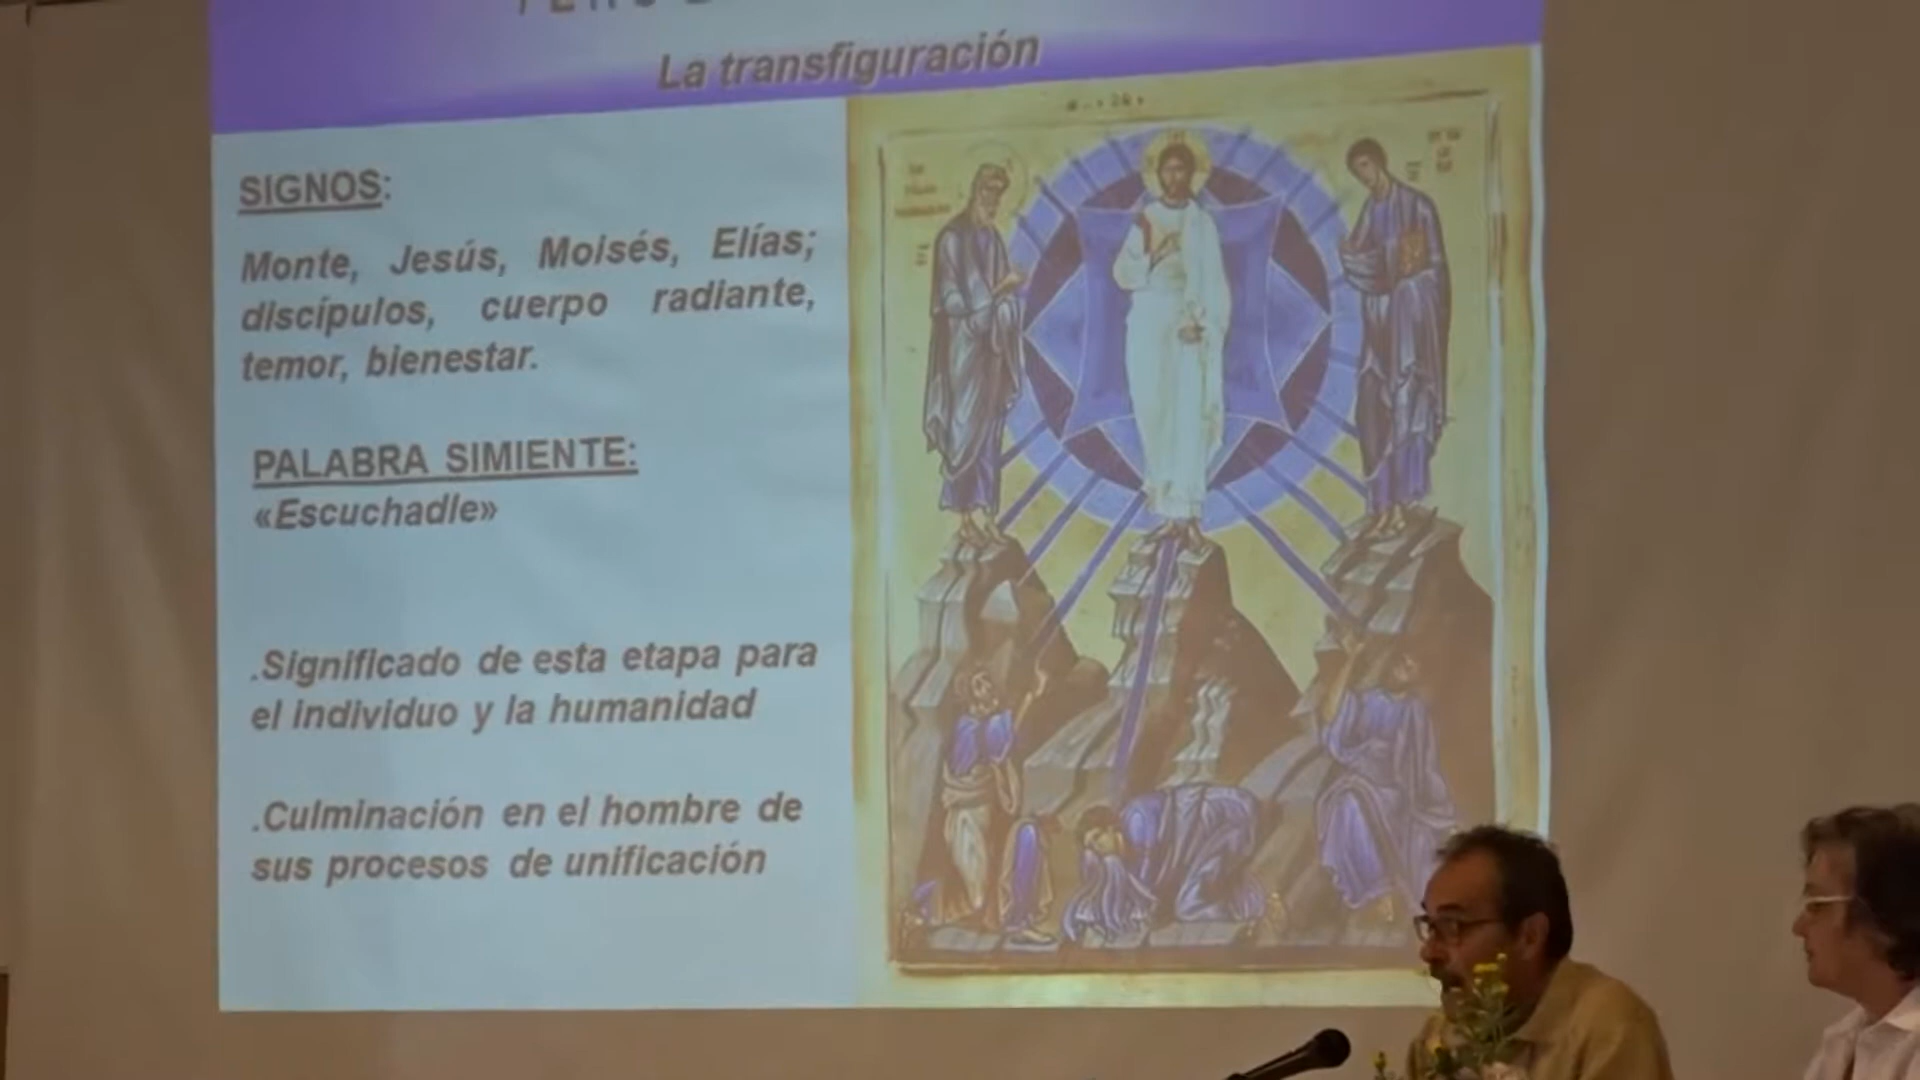 La transfiguración
SIGNOS:
Monte, Jesús, Moisés, Elías;
discípulos, cuerpo radiante,
temor, bienestar.
PALABRA SIMIENTE:
«Escuchadle»
.Significado de esta etapa para
el individuo y la humanidad
.Culminación en el hombre de
sus procesos de unificación